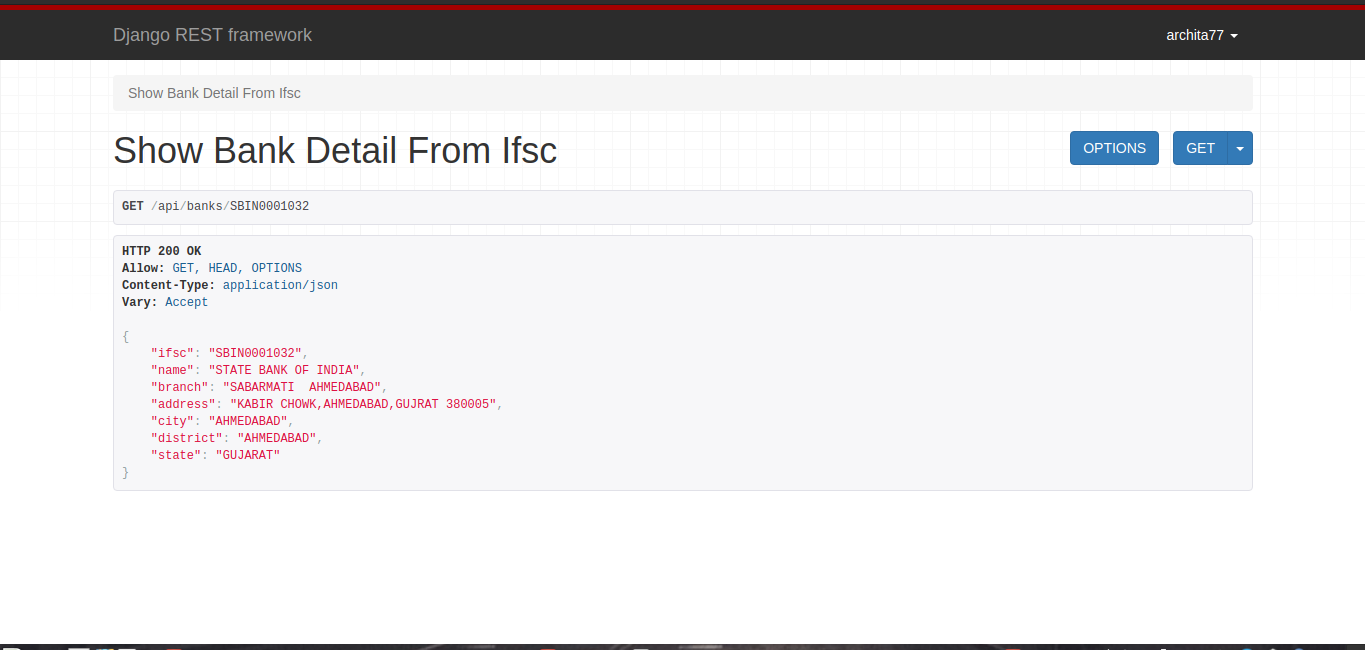 Django REST framework
archita77
Show Bank Detail From Ifsc
Show Bank Detail From Ifsc
OPTIONS
GET
GET /api/banks/SBIN0001032
HTTP 200 OK
Allow: GET, HEAD, OPTIONS
Content-Type: application/json
Vary: Accept
{
    "ifsc": "SBIN0001032",
    "name": "STATE BANK OF INDIA",
    "branch": "SABARMATI  AHMEDABAD",
    "address": "KABIR CHOWK,AHMEDABAD,GUJRAT 380005",
    "city": "AHMEDABAD",
    "district": "AHMEDABAD",
    "state": "GUJARAT"
}